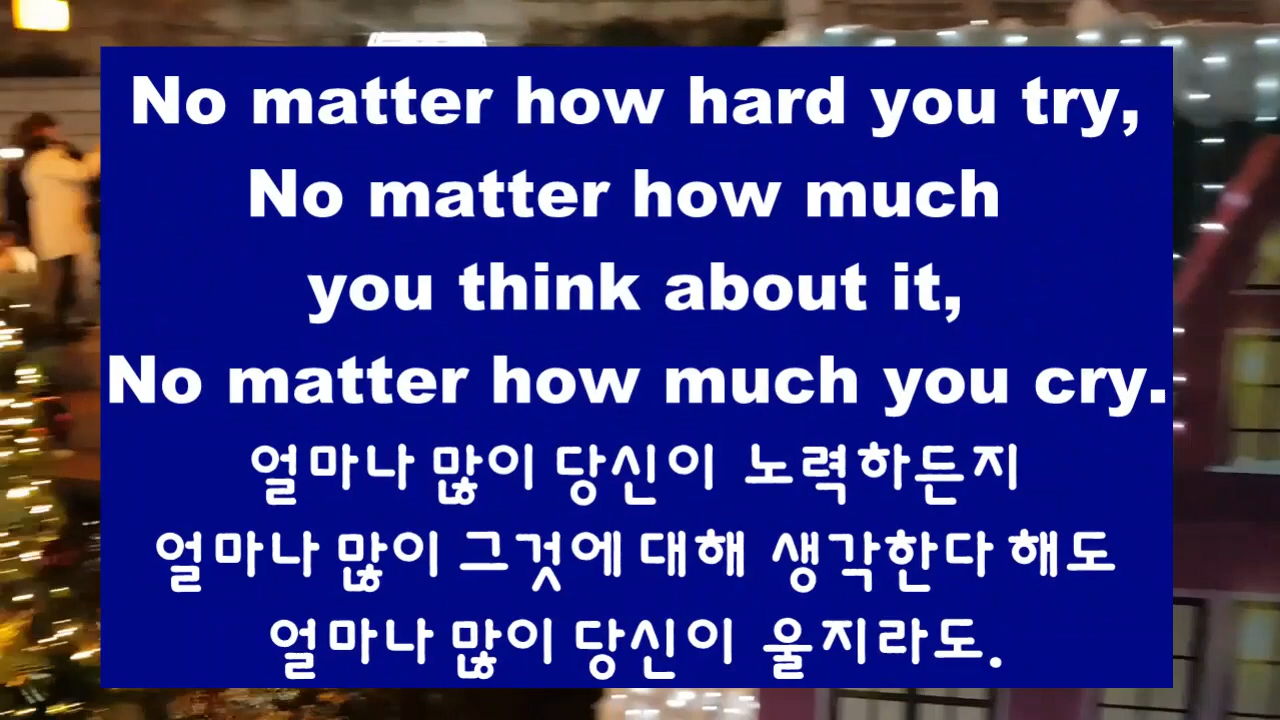 No matter how hard you try,
No matter how much
you think about it,
No matter how much you cry.
얼마나 많이 당신이 노력하든지
얼마나 많이 그것에 대해 생각한다 해도
얼마나 많이 당신이 울지라도.